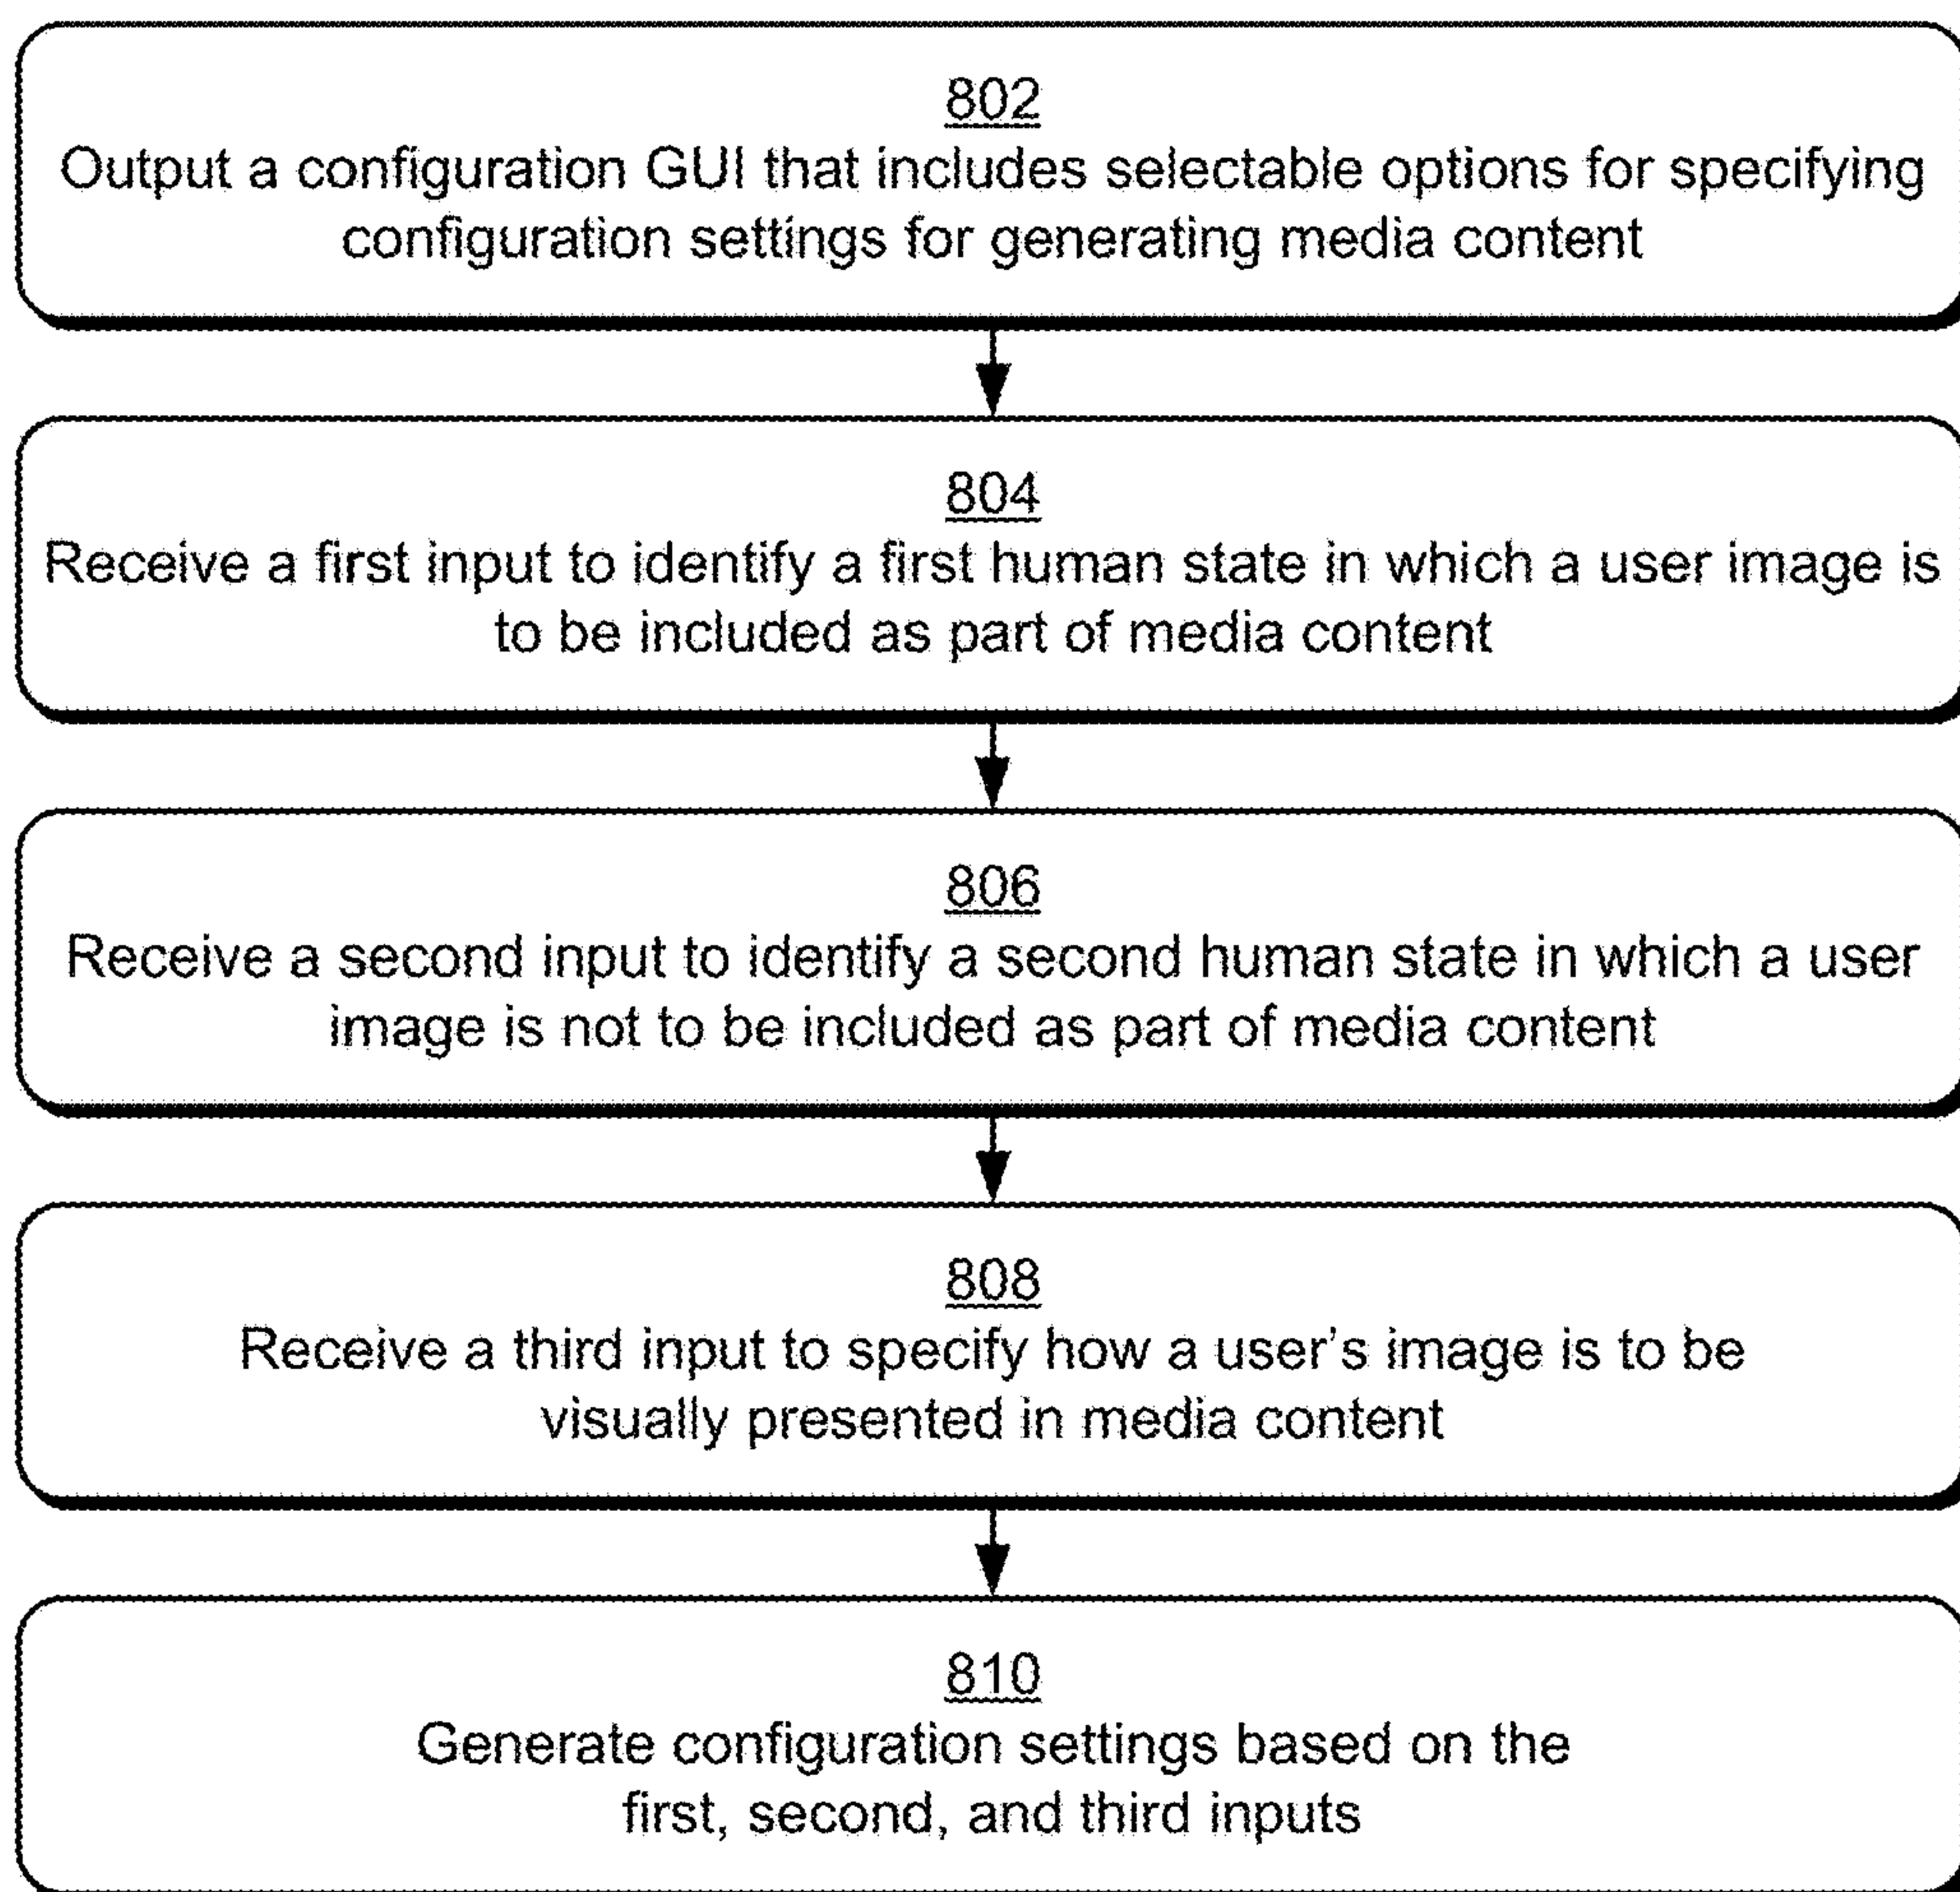 802
Output a configuration GUI that includes selectable options for specifying
configuration settings for generating media content
804
Receive a first input to identify a first human state in which a user image is
to be included as part of media content
806
Receive a second input to identify a second human state in which a user
image is not to be included as part of media content
808
Receive a third input to specify how a user’s image is to be
visually presented in media content
810
Generate configuration settings based on the
first, second, and third inputs